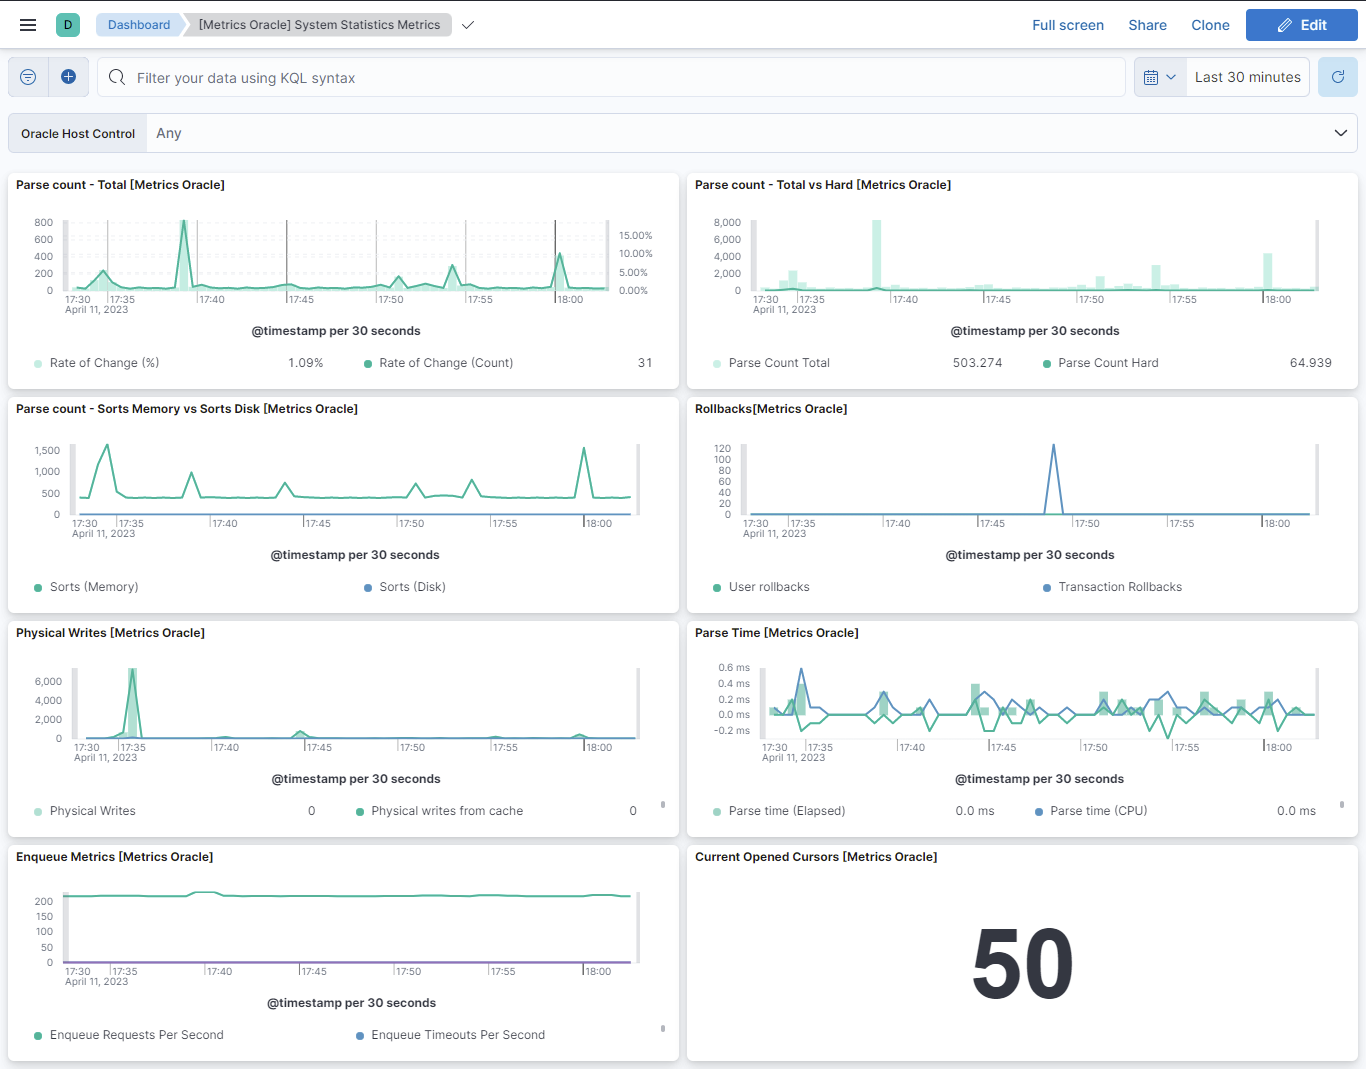 D Dashboard [Metrics Oracle] System Statistics Metrics Full screen Share Clone Edit
Filter your data using KQL syntax Last 30 minutes
Oracle Host Control Any
Parse count - Total [Metrics Oracle]
800
600
400
200
0
15.00%
10.00%
5.00%
0.00%
17:30 17:35 17:40 17:45 17:50 17:55 18:00
April 11, 2023
@timestamp per 30 seconds
Rate of Change (%) 1.09% Rate of Change (Count) 31
Parse count - Total vs Hard [Metrics Oracle]
8,000
6,000
4,000
2,000
0
17:30 17:35 17:40 17:45 17:50 17:55 18:00
April 11, 2023
@timestamp per 30 seconds
Parse Count Total 503.274 Parse Count Hard 64.939
Parse count - Sorts Memory vs Sorts Disk [Metrics Oracle]
1,500
1,000
500
0
17:30 17:35 17:40 17:45 17:50 17:55 18:00
April 11, 2023
@timestamp per 30 seconds
Sorts (Memory) Sorts (Disk)
Rollbacks[Metrics Oracle]
120
100
80
60
40
20
0
17:30 17:35 17:40 17:45 17:50 17:55 18:00
April 11, 2023
@timestamp per 30 seconds
User rollbacks Transaction Rollbacks
Physical Writes [Metrics Oracle]
6,000
4,000
2,000
0
17:30 17:35 17:40 17:45 17:50 17:55 18:00
April 11, 2023
@timestamp per 30 seconds
Physical Writes 0 Physical writes from cache 0
Parse Time [Metrics Oracle]
0.6 ms
0.4 ms
0.2 ms
0.0 ms
-0.2 ms
17:30 17:35 17:40 17:45 17:50 17:55 18:00
April 11, 2023
@timestamp per 30 seconds
Parse time (Elapsed) 0.0 ms Parse time (CPU) 0.0 ms
Enqueue Metrics [Metrics Oracle]
200
150
100
50
0
17:30 17:35 17:40 17:45 17:50 17:55 18:00
April 11, 2023
@timestamp per 30 seconds
Enqueue Requests Per Second Enqueue Timeouts Per Second
Current Opened Cursors [Metrics Oracle]
50